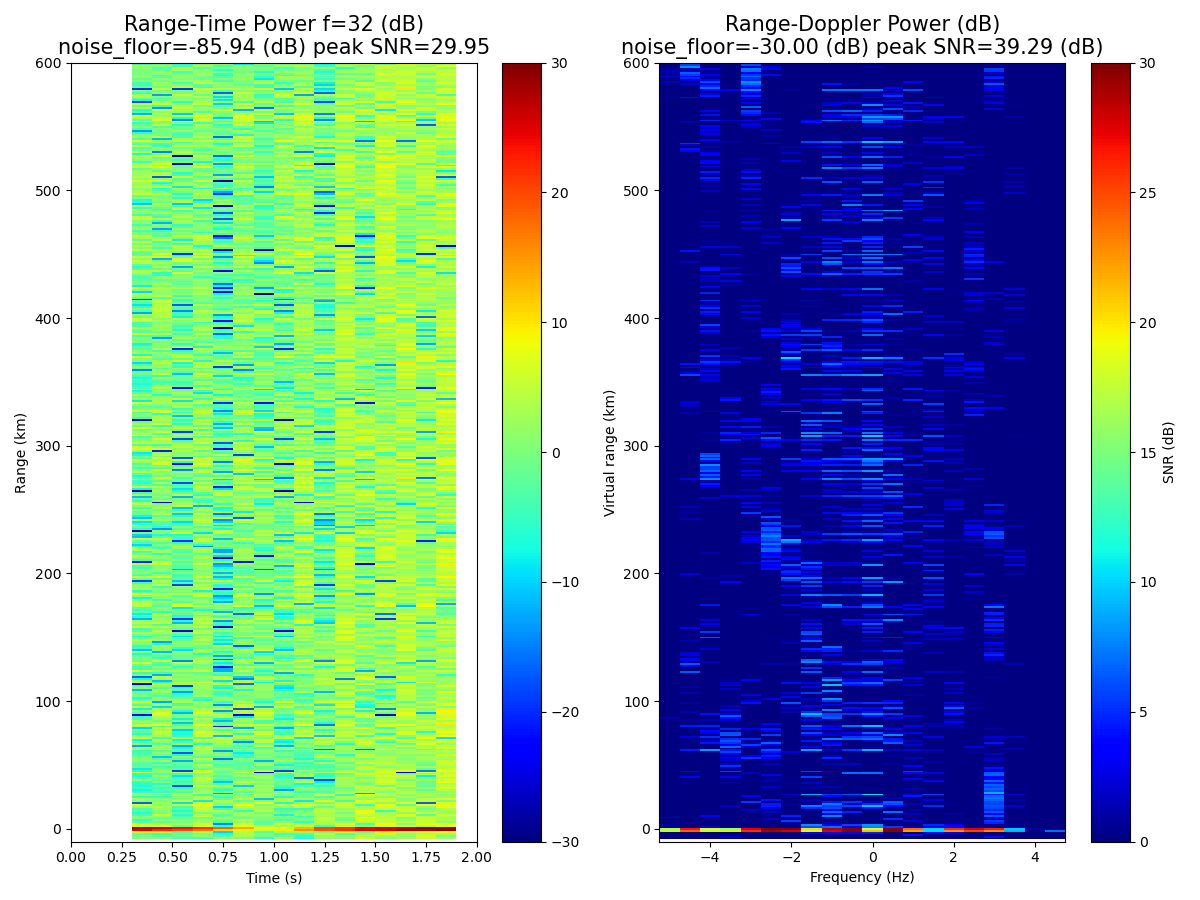 Range-Time Power f=32 (dB)
noise_floor=-85.94 (dB) peak SNR=29.95
Range (km)
600
500
400
300
200
100
0
0.00 0.25 0.50 0.75 1.00 1.25 1.50 1.75 2.00
Time (s)
30
20
10
0
−10
−20
−30
Range-Doppler Power (dB)
noise_floor=-30.00 (dB) peak SNR=39.29 (dB)
Virtual range (km)
600
500
400
300
200
100
0
−4 −2 0 2 4
Frequency (Hz)
30
25
20
15
10
5
0
SNR (dB)